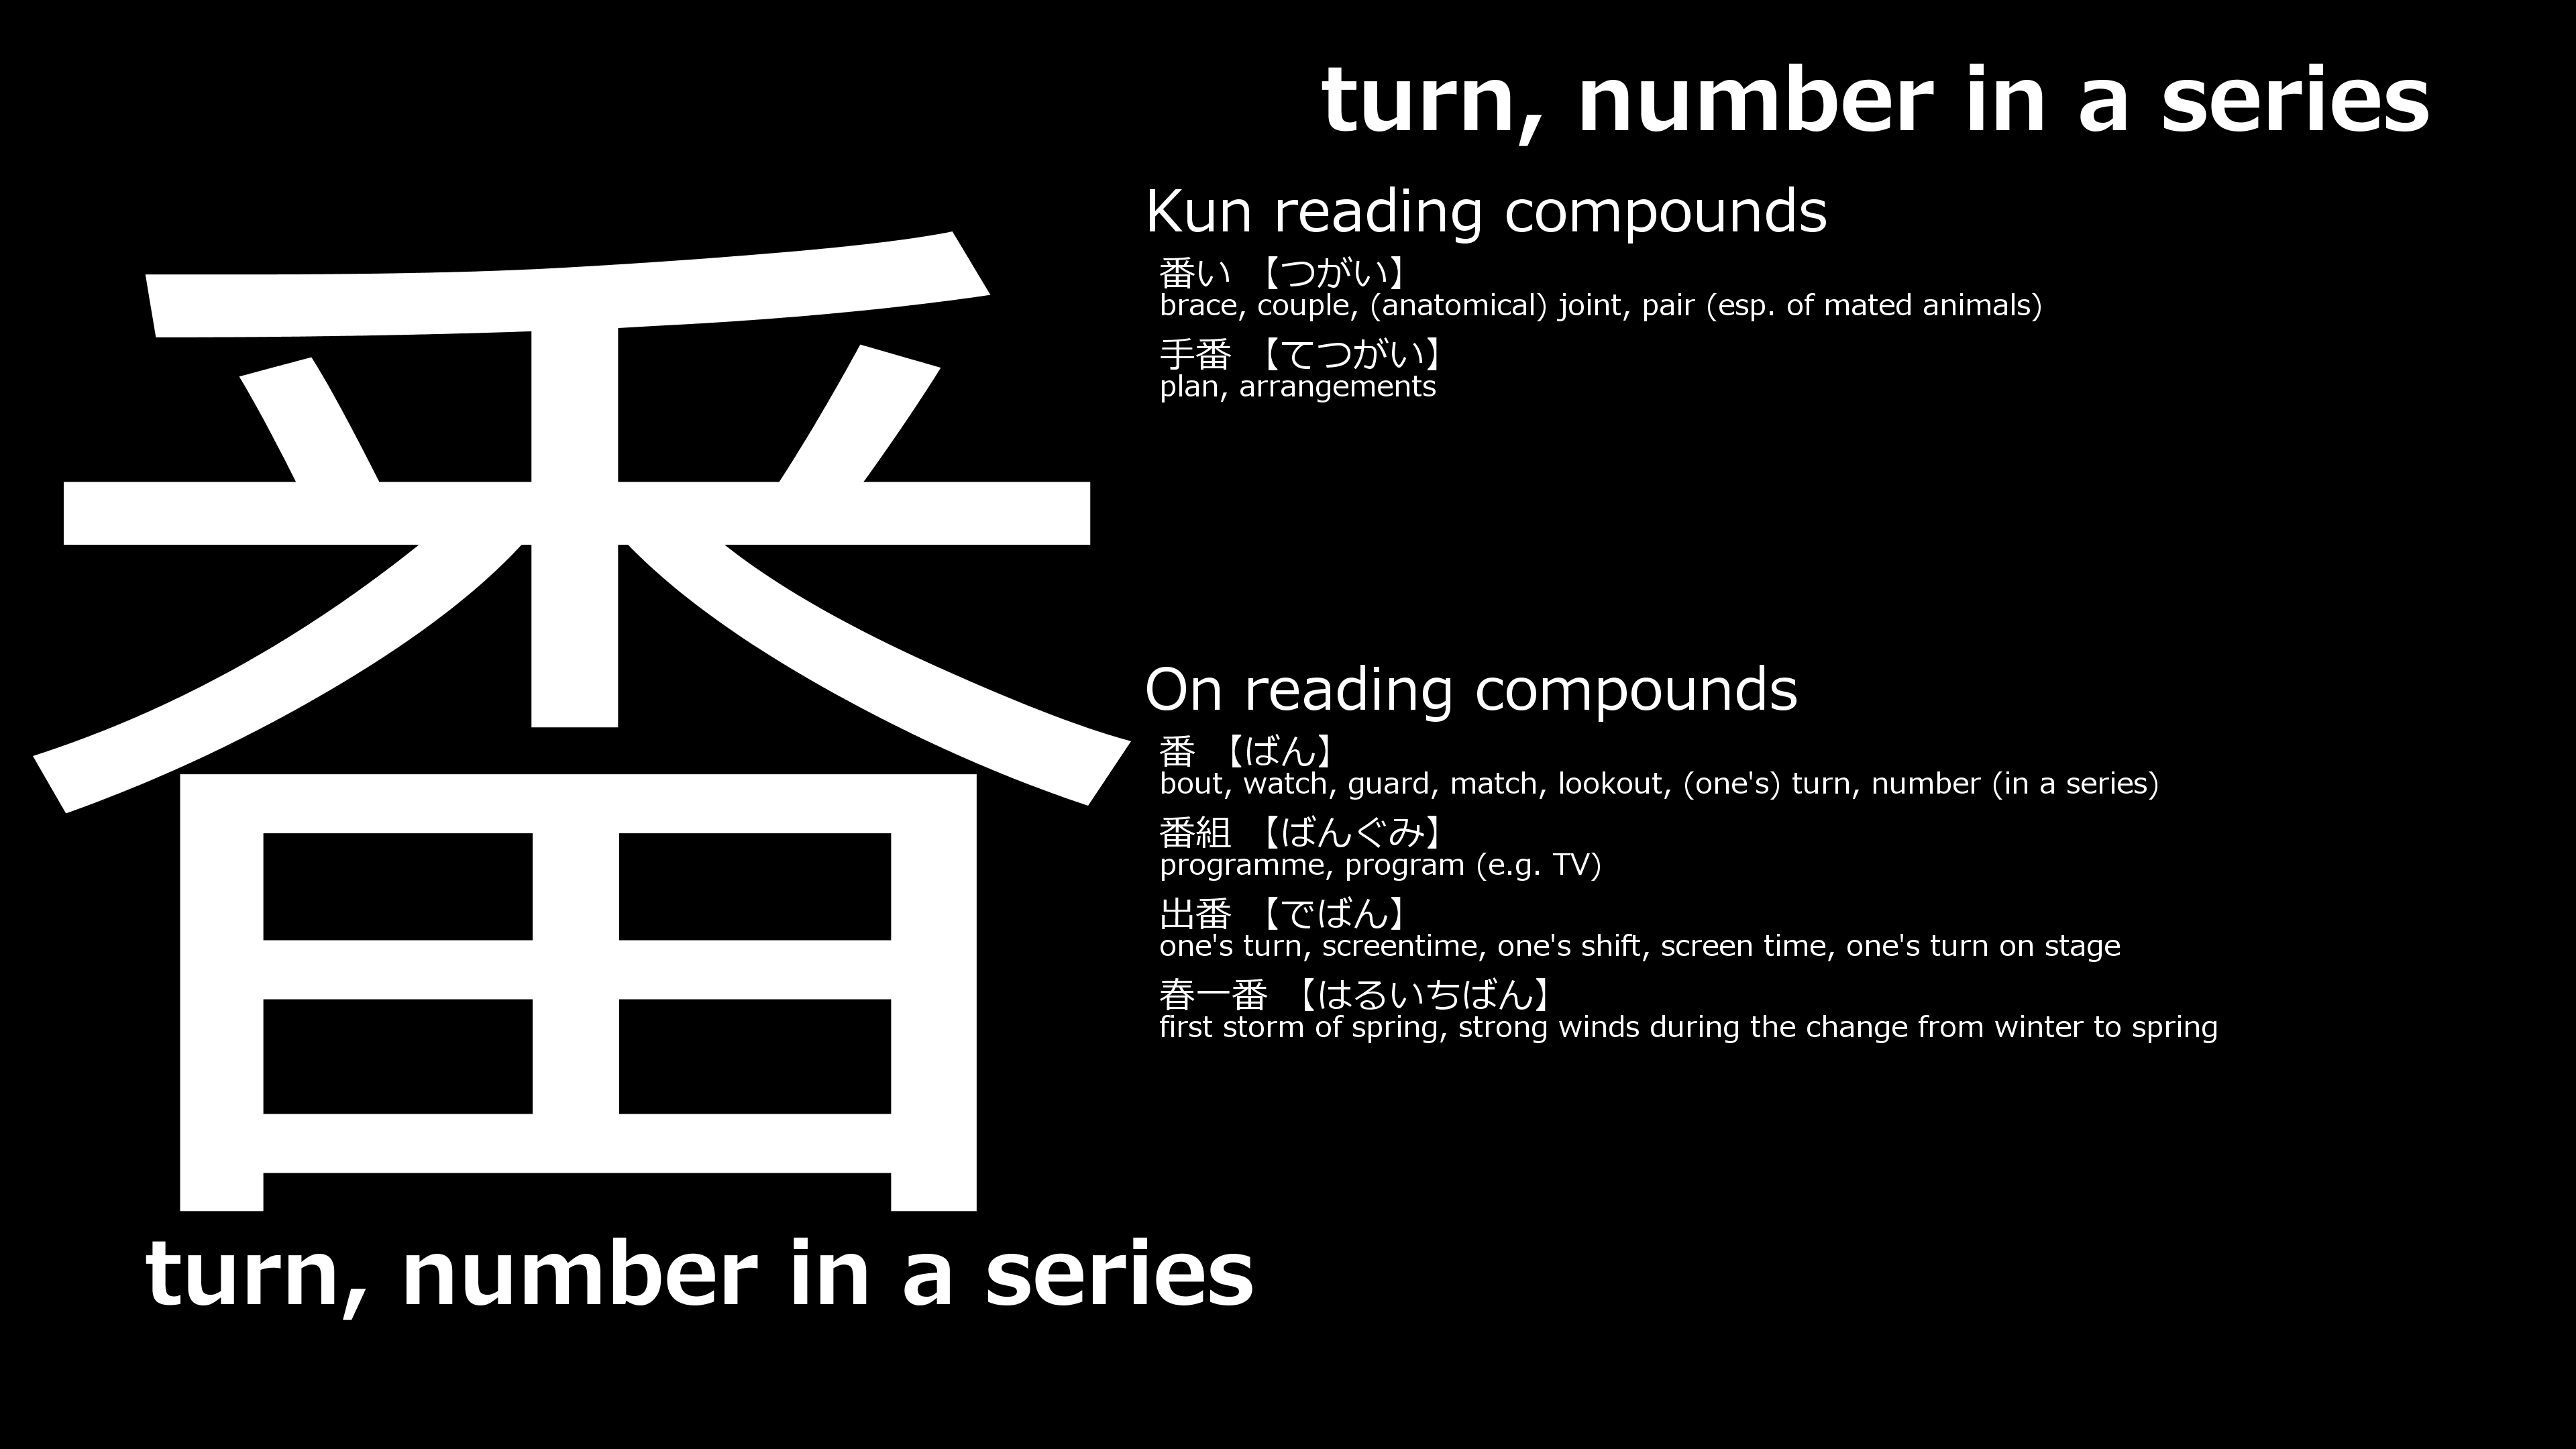 番
turn, number in a series
turn, number in a series
Kun reading compounds
番い 【つがい】
brace, couple, (anatomical) joint, pair (esp. of mated animals)
手番 【てつがい】
plan, arrangements
On reading compounds
番 【ばん】
bout, watch, guard, match, lookout, (one's) turn, number (in a series)
番組 【ばんぐみ】
programme, program (e.g. TV)
出番 【でばん】
one's turn, screentime, one's shift, screen time, one's turn on stage
春一番 【はるいちばん】
first storm of spring, strong winds during the change from winter to spring